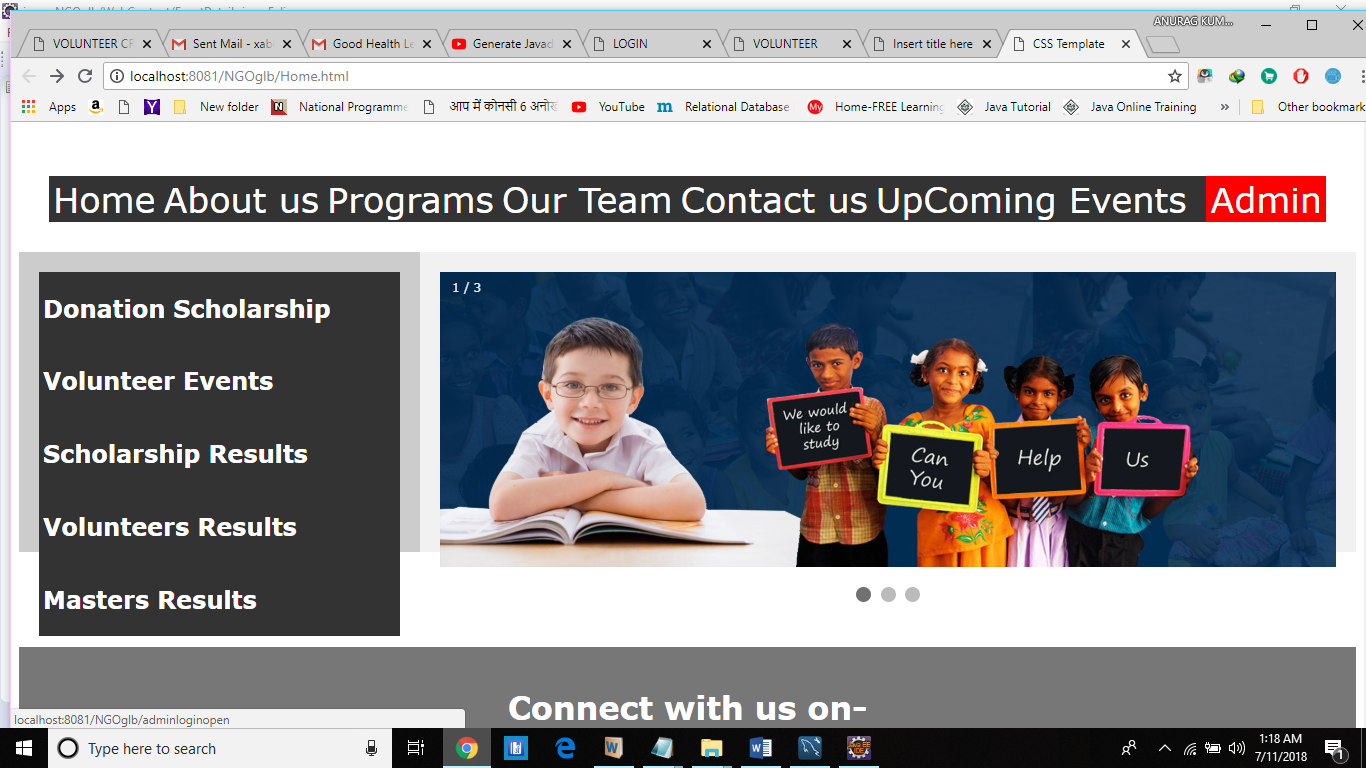 ANURAG KUM...
VOLUNTEER CR
Sent Mail - xab
Good Health Le
Generate Javad
LOGIN
VOLUNTEER
Insert title here
CSS Template
localhost:8081/NGOglb/Home.html
Apps
New folder
National Programme
आप में कोनसी 6 अनोख
YouTube
Relational Database
Home-FREE Learning
Java Tutorial
Java Online Training
»
Other bookmark
Home About us Programs Our Team Contact us UpComing Events Admin
Donation Scholarship
Volunteer Events
Scholarship Results
Volunteers Results
Masters Results
1 / 3
We would
like to
study
Can
You
Help
Us
Connect with us on-
localhost:8081/NGOglb/adminloginopen
Type here to search
1:18 AM
7/11/2018
1